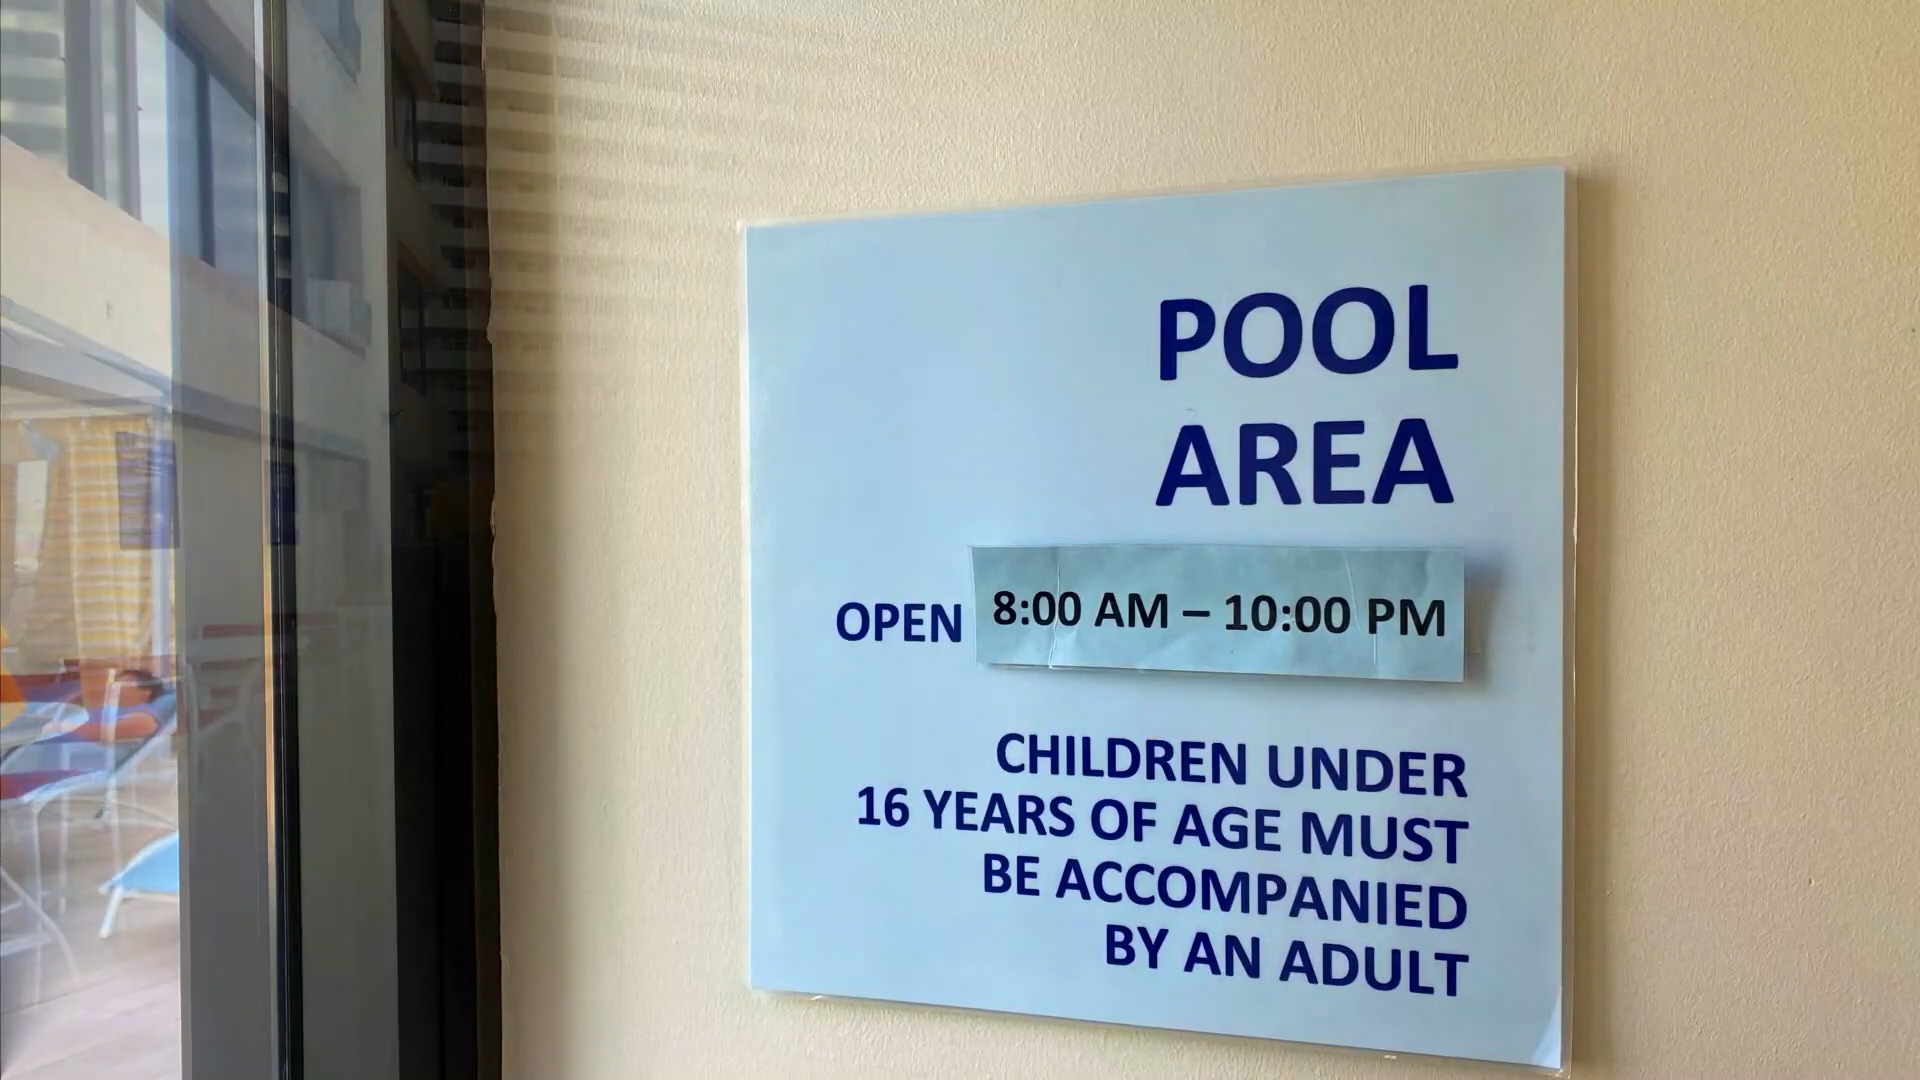 POOL
AREA
OPEN 8:00 AM – 10:00 PM
CHILDREN UNDER
16 YEARS OF AGE MUST
BE ACCOMPANIED
BY AN ADULT